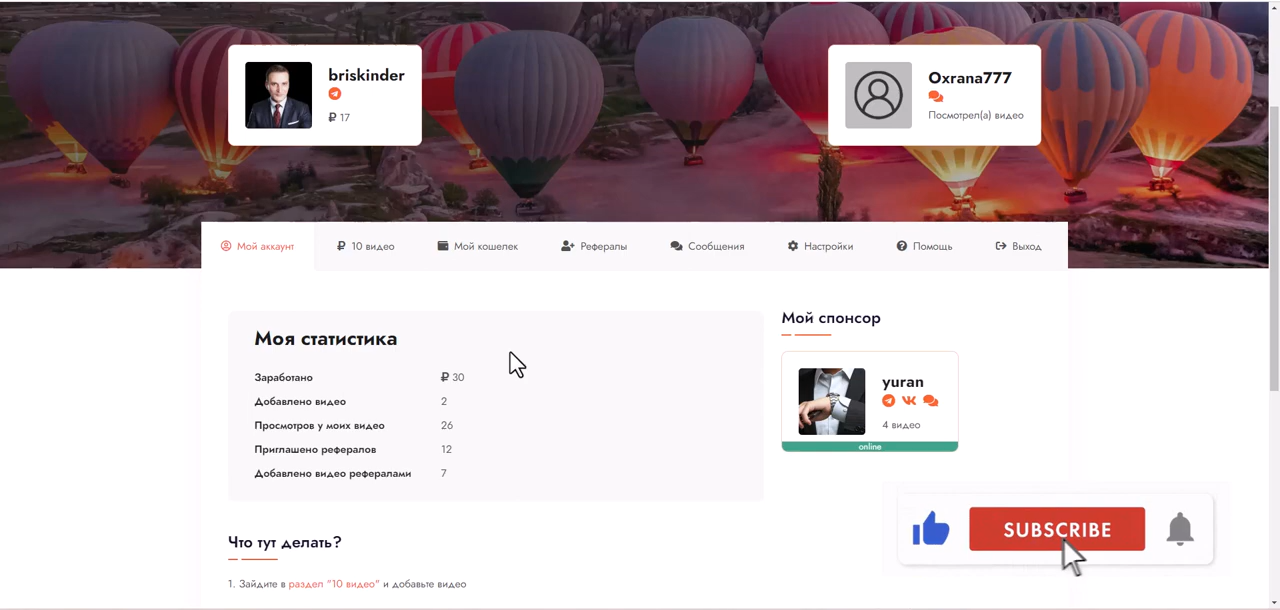 briskinder
₽ 17
Oxrana777
Посмотрел(а) видео
Мой аккаунт
₽ 10 видео
Мой кошелек
Рефералы
Сообщения
Настройки
Помощь
Выход
Моя статистика
Заработано ₽ 30
Добавлено видео 2
Просмотров у моих видео 26
Приглашено рефералов 12
Добавлено видео рефералами 7
Мой спонсор
yuran
4 видео
online
SUBSCRIBE
Что тут делать?
1. Зайдите в раздел "10 видео" и добавьте видео